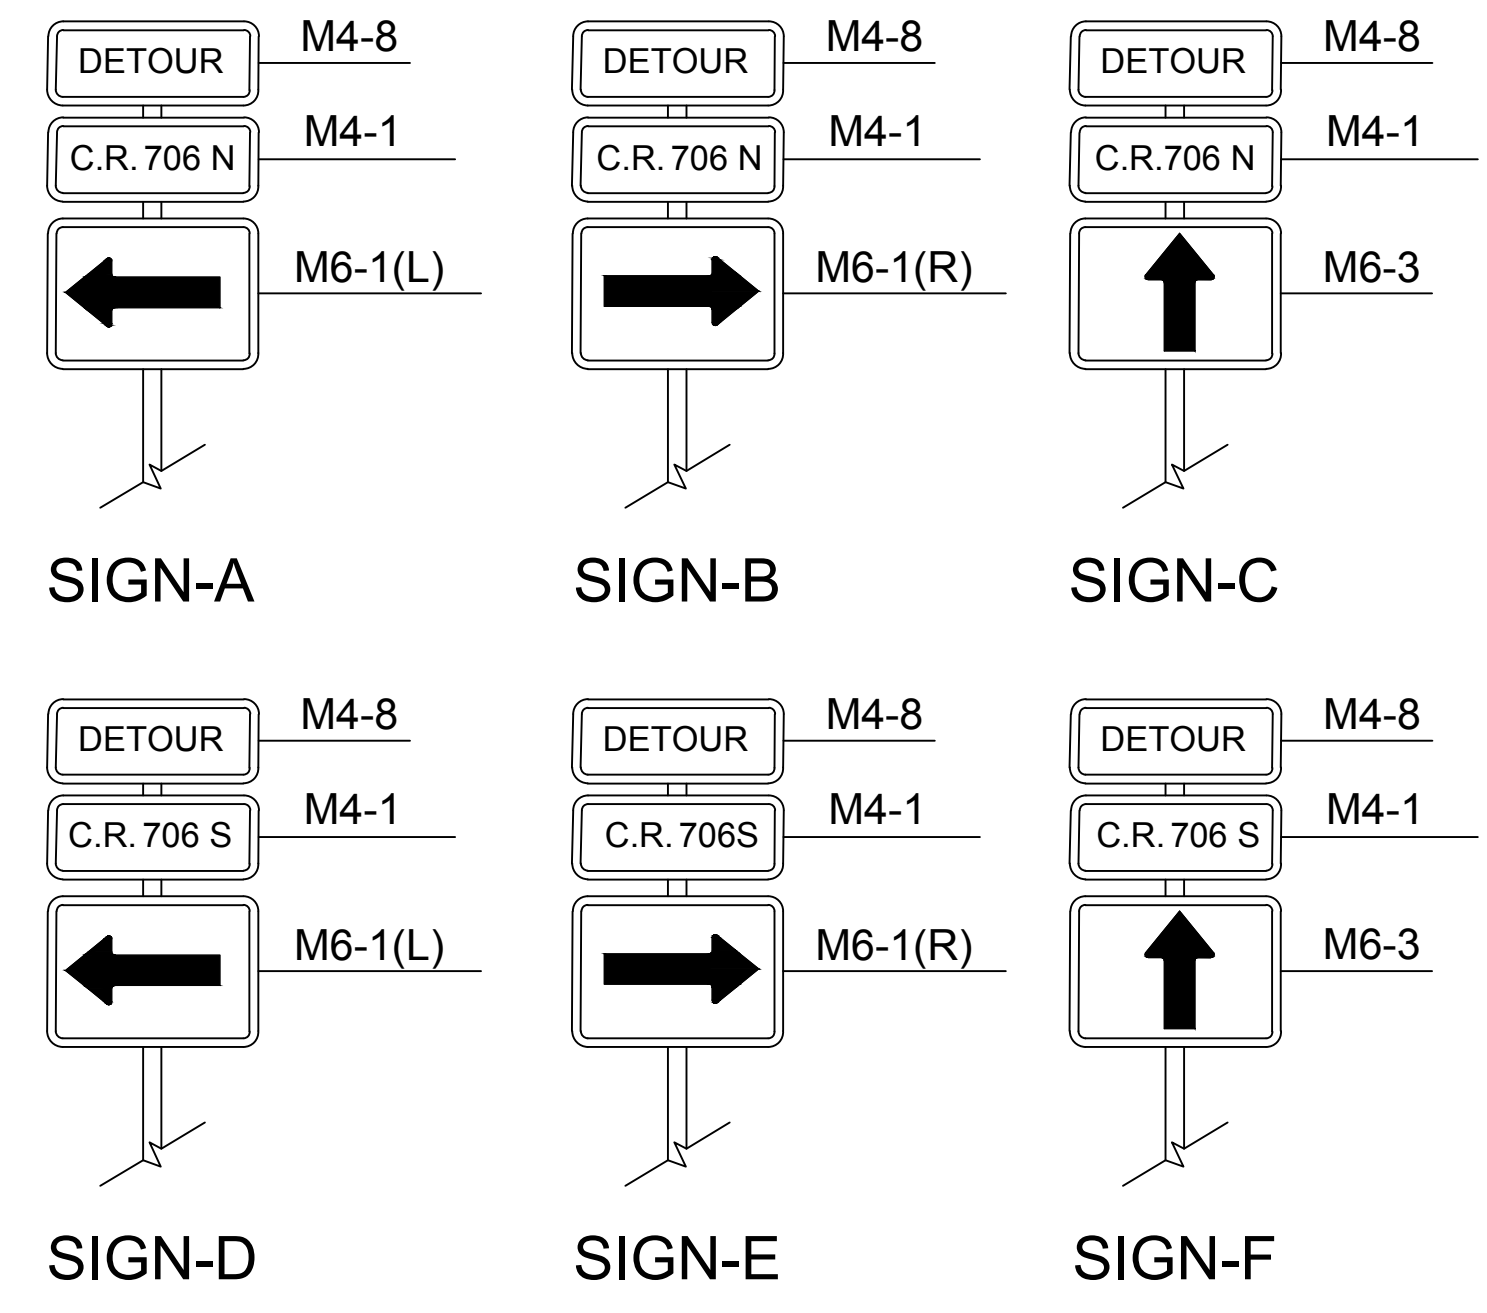 DETOUR M4-8
C.R. 706 N M4-1
M6-1(L)
SIGN-A
DETOUR M4-8
C.R. 706 N M4-1
M6-1(R)
SIGN-B
DETOUR M4-8
C.R.706 N M4-1
M6-3
SIGN-C
DETOUR M4-8
C.R. 706 S M4-1
M6-1(L)
SIGN-D
DETOUR M4-8
C.R. 706S M4-1
M6-1(R)
SIGN-E
DETOUR M4-8
C.R. 706 S M4-1
M6-3
SIGN-F